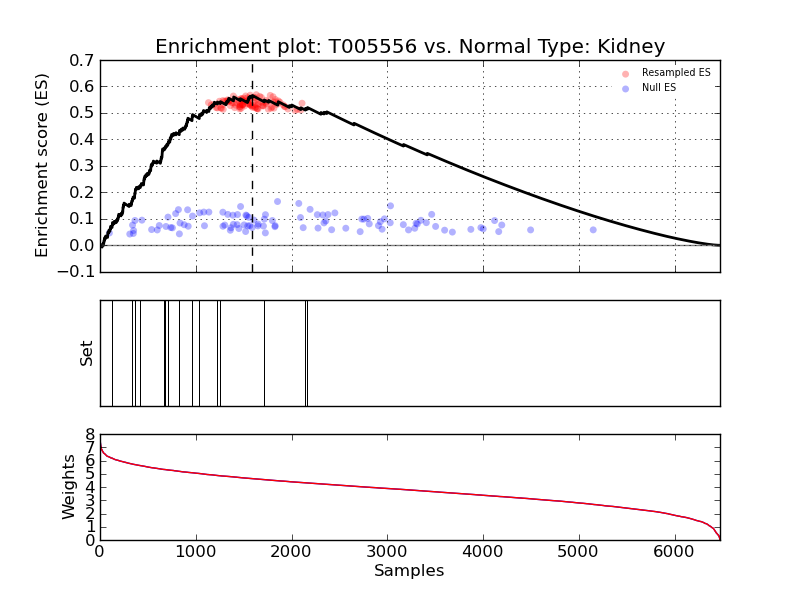 Enrichment plot: T005556 vs. Normal Type: Kidney
Enrichment score (ES)
0.7
0.6
0.5
0.4
0.3
0.2
0.1
0.0
−0.1
Resampled ES
Null ES
Set
Weights
8
7
6
5
4
3
2
1
0
0 1000 2000 3000 4000 5000 6000
Samples